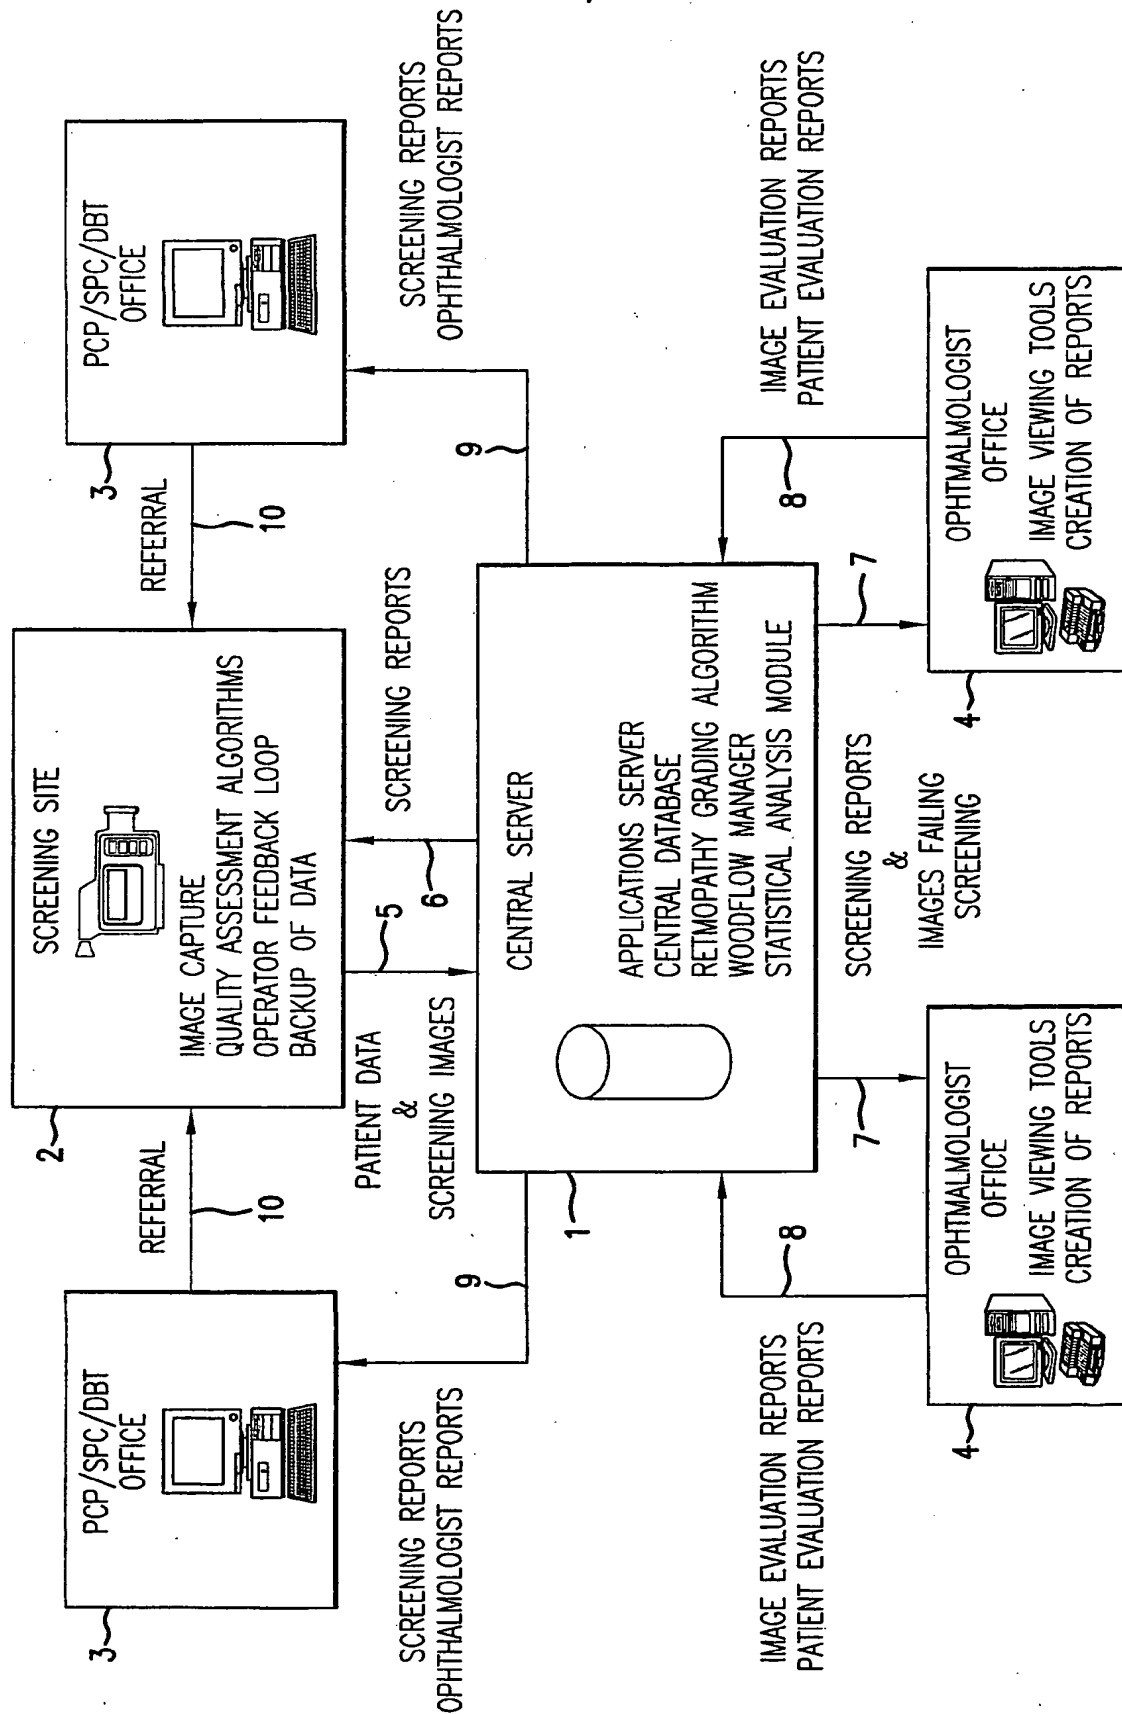 PCP/SPC/DBT
OFFICE
3
REFERRAL
10
SCREENING SITE
IMAGE CAPTURE
QUALITY ASSESSMENT ALGORITHMS
OPERATOR FEEDBACK LOOP
BACKUP OF DATA
2
REFERRAL
10
PCP/SPC/DBT
OFFICE
3
SCREENING REPORTS
OPHTHALMOLOGIST REPORTS
9
PATIENT DATA
&
SCREENING IMAGES
5
6
SCREENING REPORTS
9
SCREENING REPORTS
OPHTHALMOLOGIST REPORTS
1
CENTRAL SERVER
APPLICATIONS SERVER
CENTRAL DATABASE
RETMOPATHY GRADING ALGORITHM
WOODFLOW MANAGER
STATISTICAL ANALYSIS MODULE
IMAGE EVALUATION REPORTS
PATIENT EVALUATION REPORTS
8
7
SCREENING REPORTS
&
IMAGES FAILING
SCREENING
7
8
IMAGE EVALUATION REPORTS
PATIENT EVALUATION REPORTS
4
OPHTMALMOLOGIST
OFFICE
IMAGE VIEWING TOOLS
CREATION OF REPORTS
4
OPHTMALMOLOGIST
OFFICE
IMAGE VIEWING TOOLS
CREATION OF REPORTS